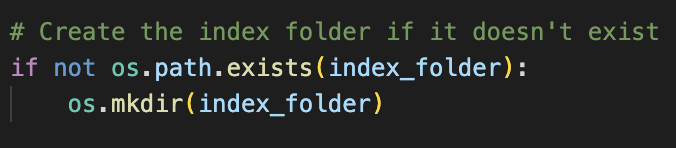 # Create the index folder if it doesn't exist
if not os.path.exists(index_folder):
    os.mkdir(index_folder)